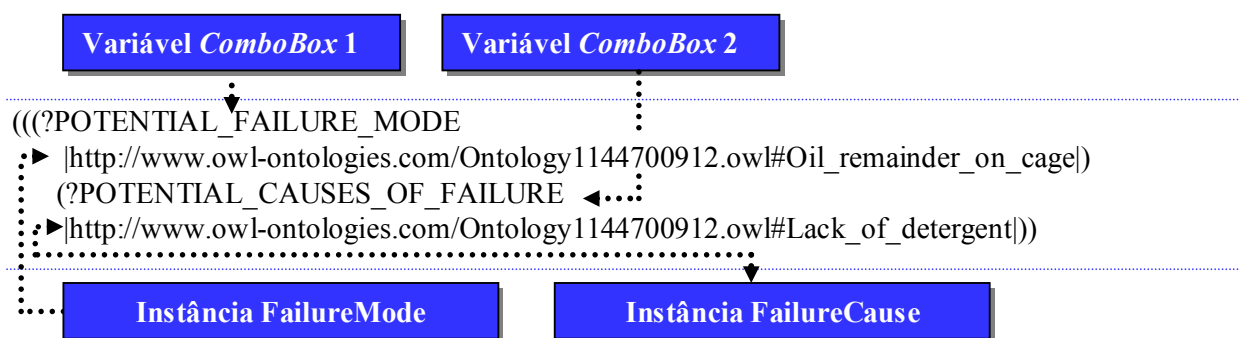 Variável ComboBox 1 Variável ComboBox 2
(((?POTENTIAL_FAILURE_MODE
|http://www.owl-ontologies.com/Ontology1144700912.owl#Oil_remainder_on_cage|)
(?POTENTIAL_CAUSES_OF_FAILURE
|http://www.owl-ontologies.com/Ontology1144700912.owl#Lack_of_detergent|))
Instância FailureMode Instância FailureCause